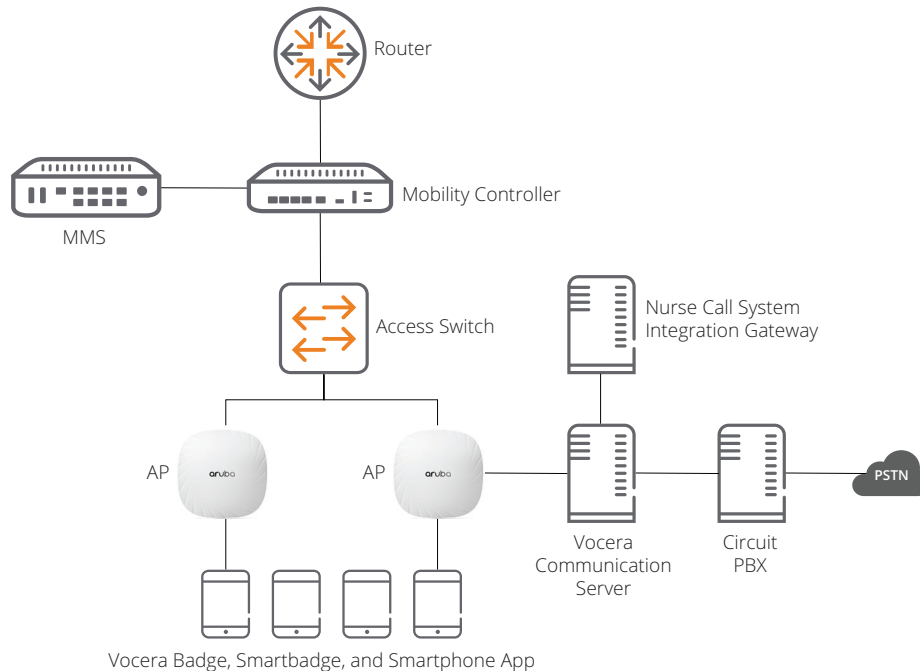 Router
Mobility Controller
MMS
Access Switch
Nurse Call System
Integration Gateway
AP
aruba
AP
aruba
PSTN
Vocera
Communication
Server
Circuit
PBX
Vocera Badge, Smartbadge, and Smartphone App